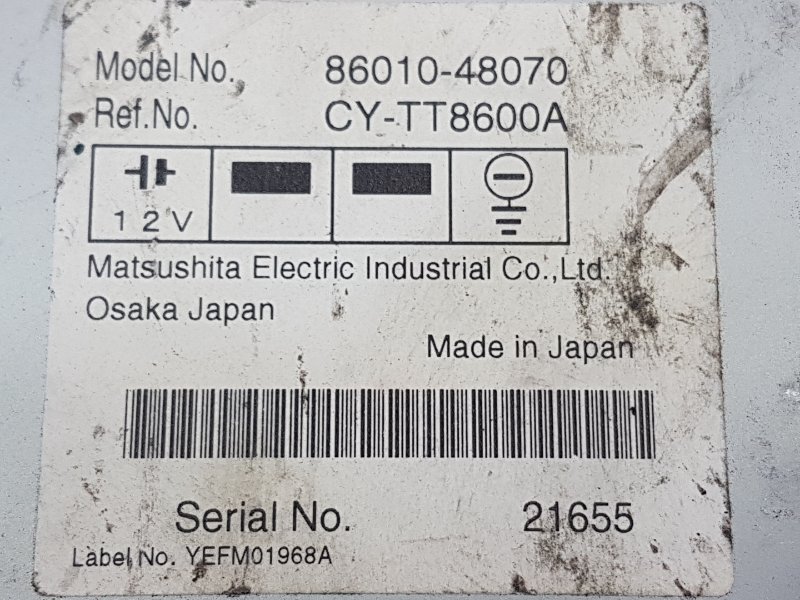 Model No. 86010-48070
Ref.No. CY-TT8600A
12V
Matsushita Electric Industrial Co.,Ltd.
Osaka Japan
Made in Japan
Serial No. 21655
Label No. YEFM01968A